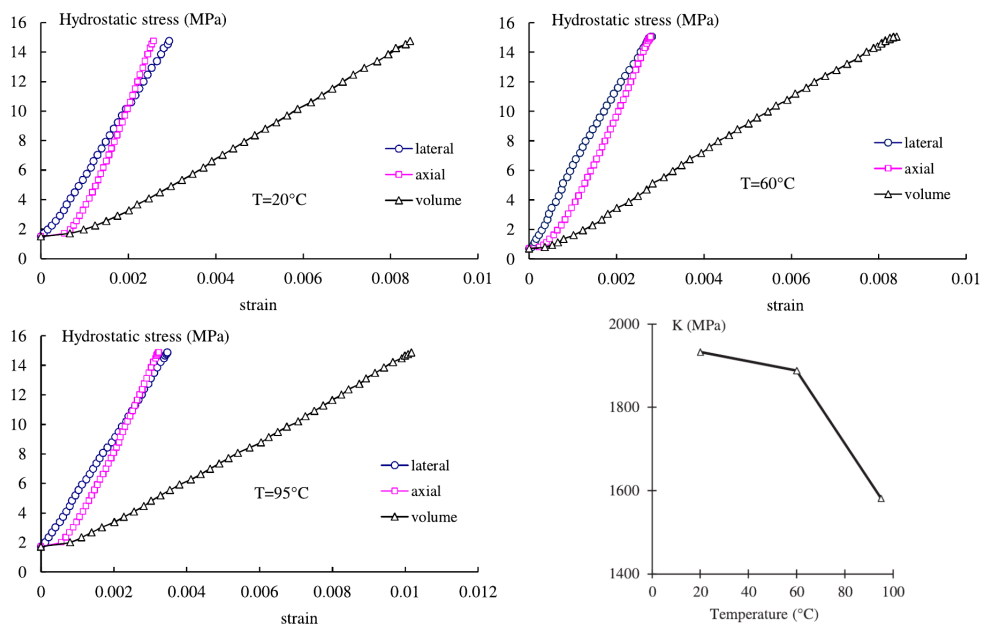 Hydrostatic stress (MPa)
16
14
12
10
8
6
4
2
0
lateral
axial
volume
T=20°C
0 0.002 0.004 0.006 0.008 0.01
strain
Hydrostatic stress (MPa)
16
14
12
10
8
6
4
2
0
lateral
axial
volume
T=60°C
0 0.002 0.004 0.006 0.008 0.01
strain
Hydrostatic stress (MPa)
16
14
12
10
8
6
4
2
0
lateral
axial
volume
T=95°C
0 0.002 0.004 0.006 0.008 0.01 0.012
strain
K (MPa)
2000
1800
1600
1400
0 20 40 60 80 100
Temperature (°C)